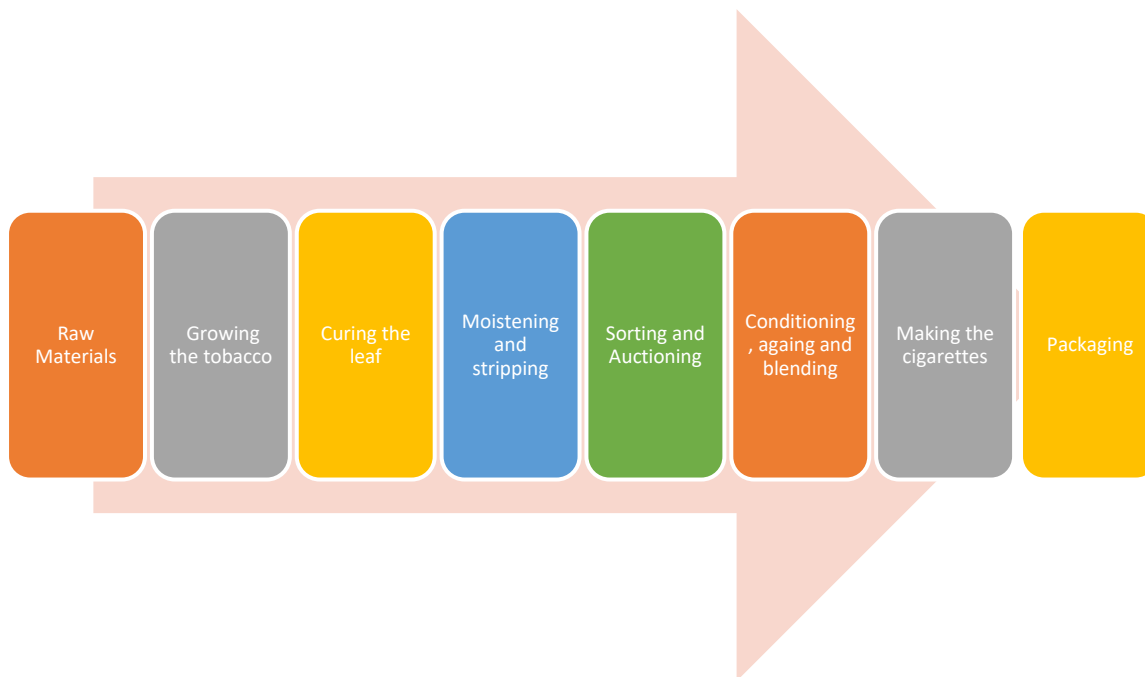 Raw
Materials
Growing
the tobacco
Curing the
leaf
Moistening
and
stripping
Sorting and
Auctioning
Conditioning
, againg and
blending
Making the
cigarettes
Packaging